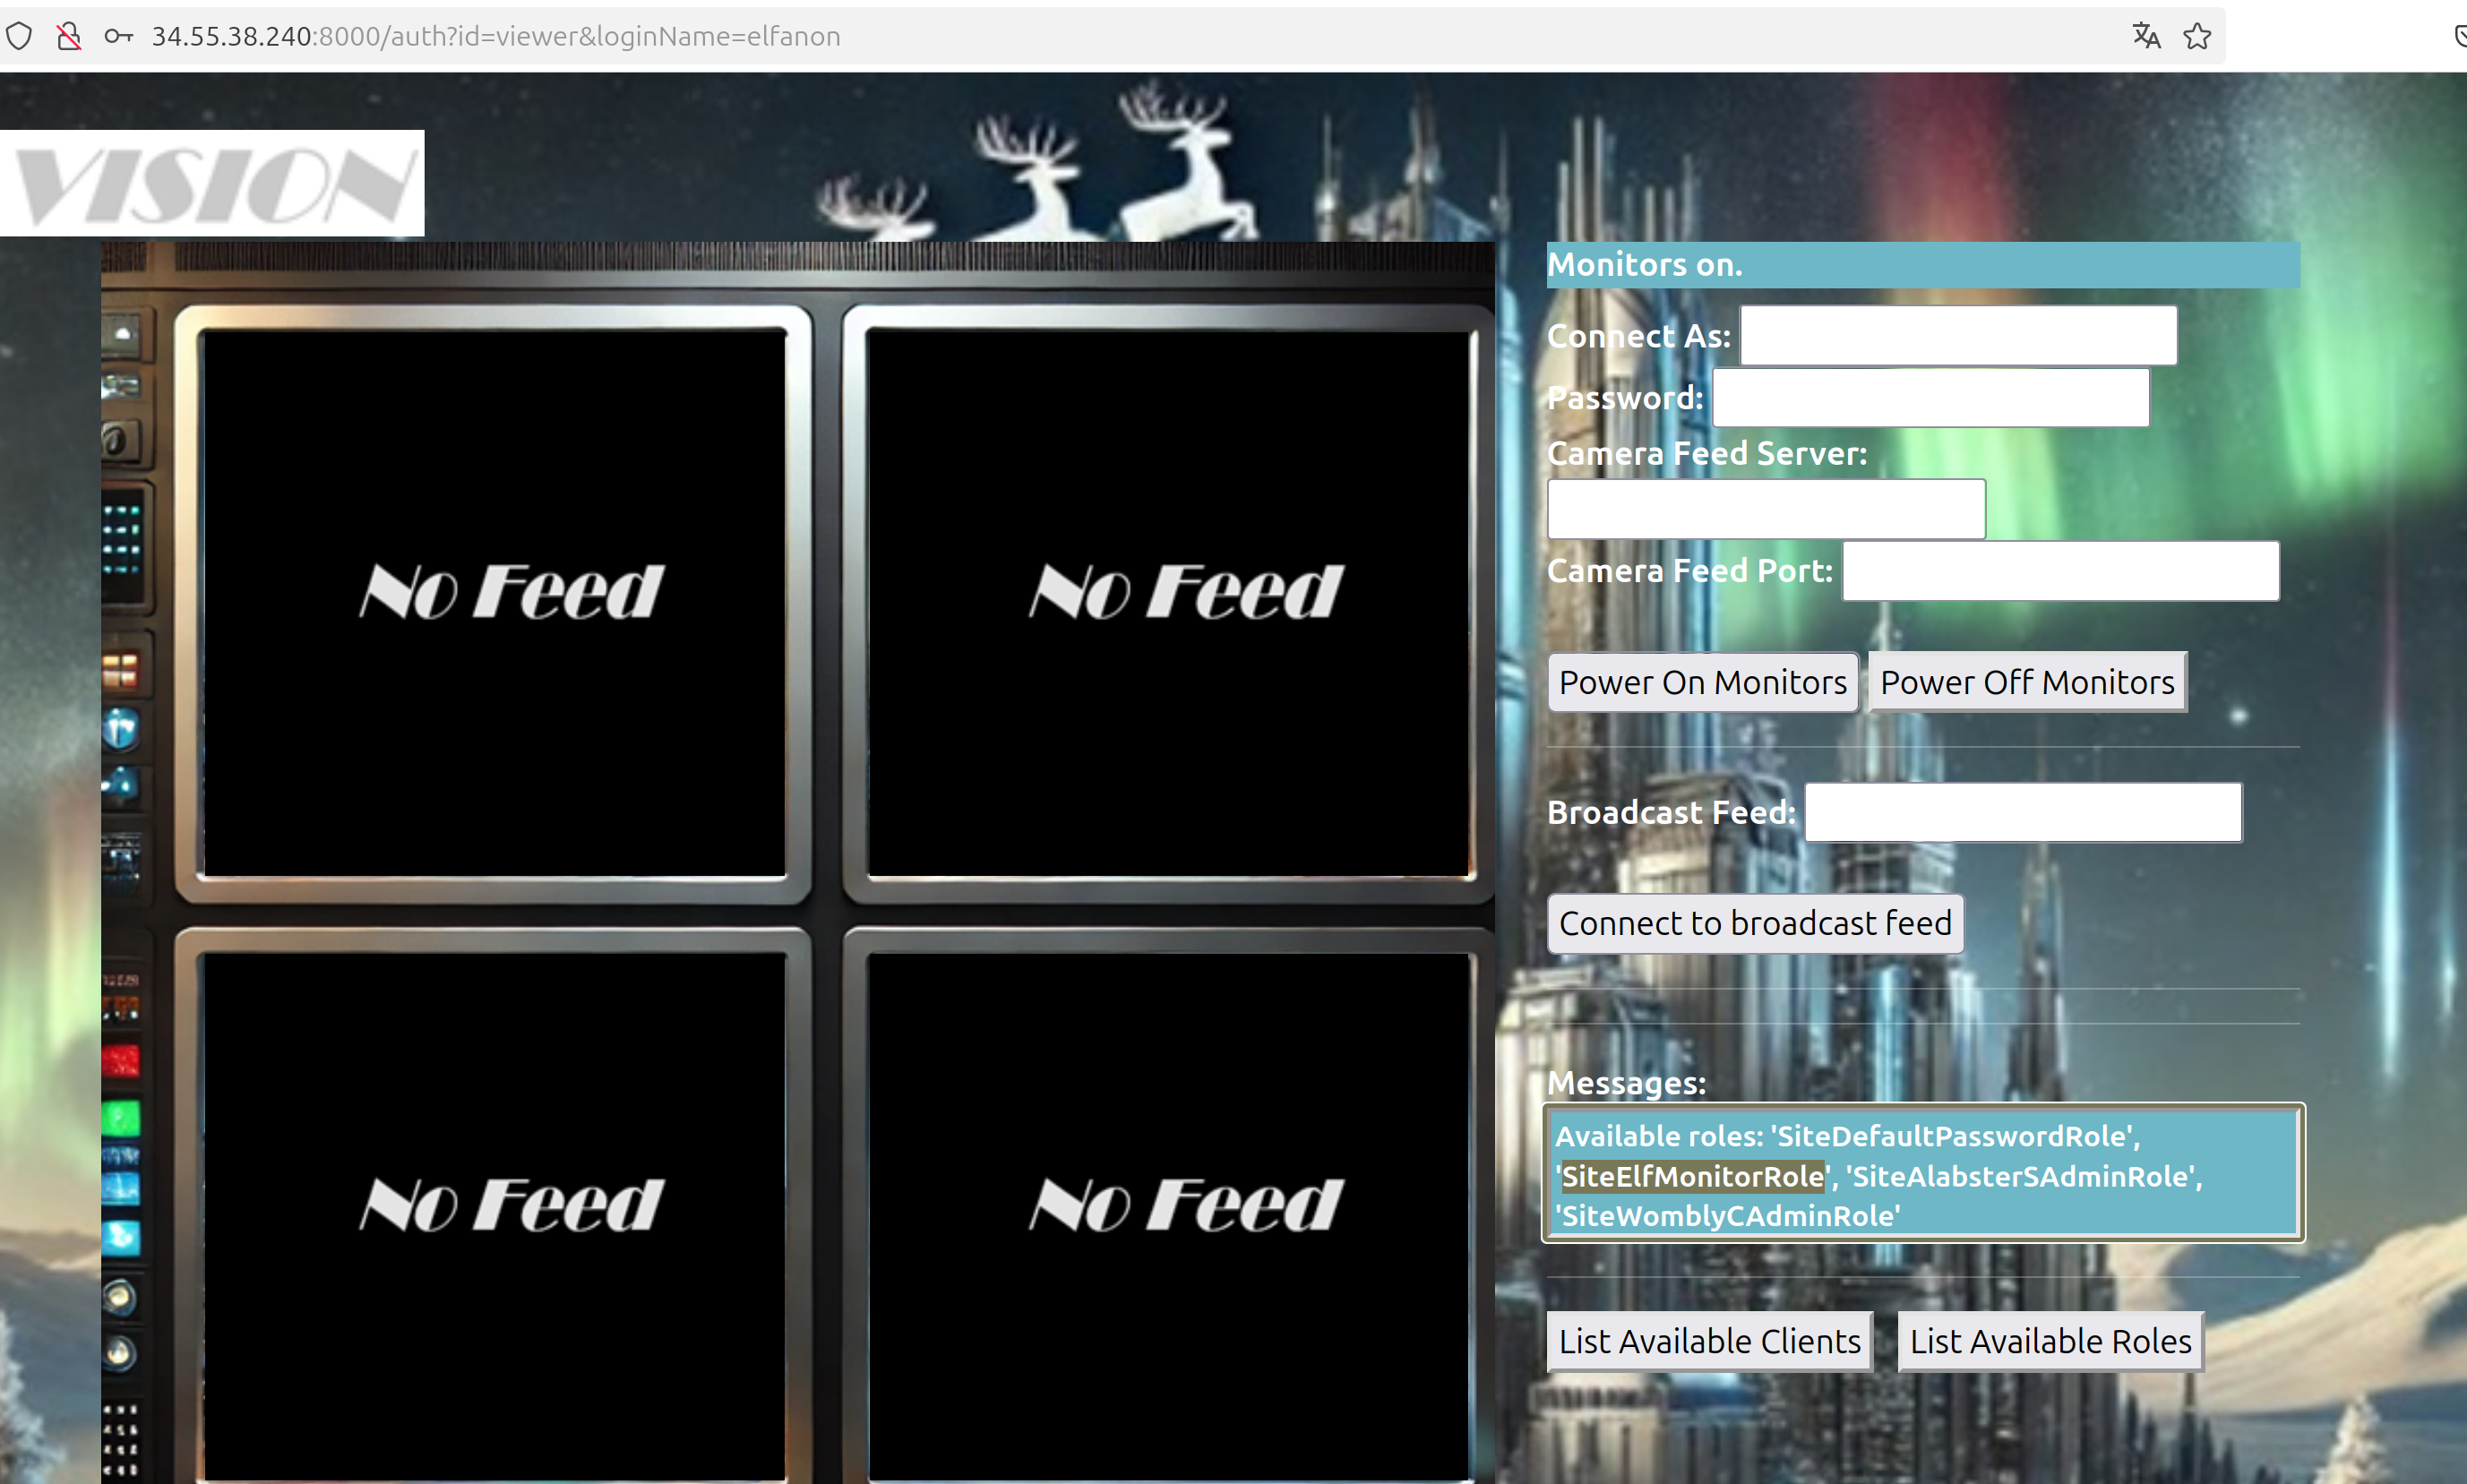 34.55.38.240:8000/auth?id=viewer&loginName=elfanon
VISION
Monitors on.
Connect As:
Password:
Camera Feed Server:
Camera Feed Port:
No Feed
No Feed
Power On Monitors
Power Off Monitors
Broadcast Feed:
Connect to broadcast feed
Messages:
Available roles: 'SiteDefaultPasswordRole',
'SiteElfMonitorRole', 'SiteAlabsterSAdminRole',
'SiteWomblyCAdminRole'
No Feed
No Feed
List Available Clients
List Available Roles